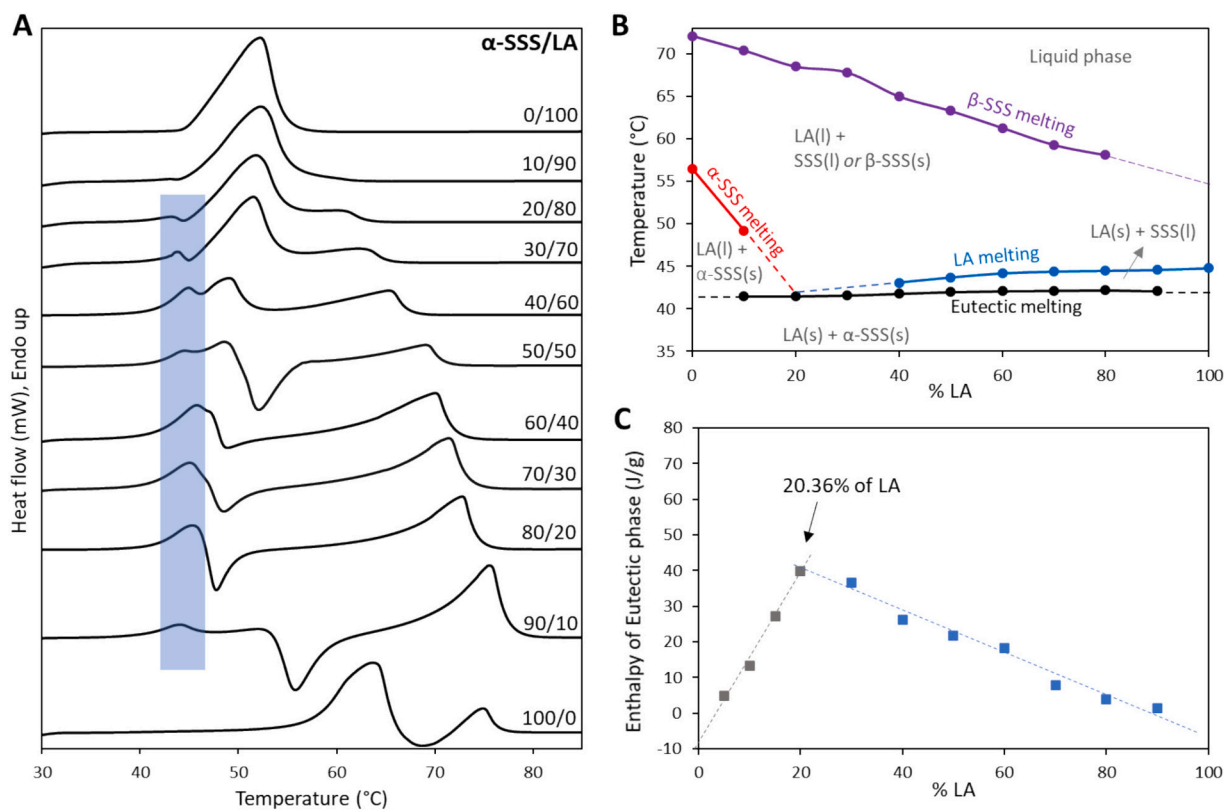 A
α-SSS/LA
0/100
10/90
20/80
30/70
40/60
50/50
60/40
70/30
80/20
90/10
100/0
Heat flow (mW), Endo up
30
40
50
60
70
80
Temperature (°C)
B
Temperature (°C)
75
70
65
60
55
50
45
40
35
Liquid phase
β-SSS melting
LA(l) +
SSS(l) or β-SSS(s)
α-SSS melting
LA(l) +
α-SSS(s)
LA(s) + SSS(l)
LA melting
Eutectic melting
LA(s) + α-SSS(s)
0
20
40
60
80
100
% LA
C
Enthalpy of Eutectic phase (J/g)
80
70
60
50
40
30
20
10
0
-10
20.36% of LA
0
20
40
60
80
100
% LA